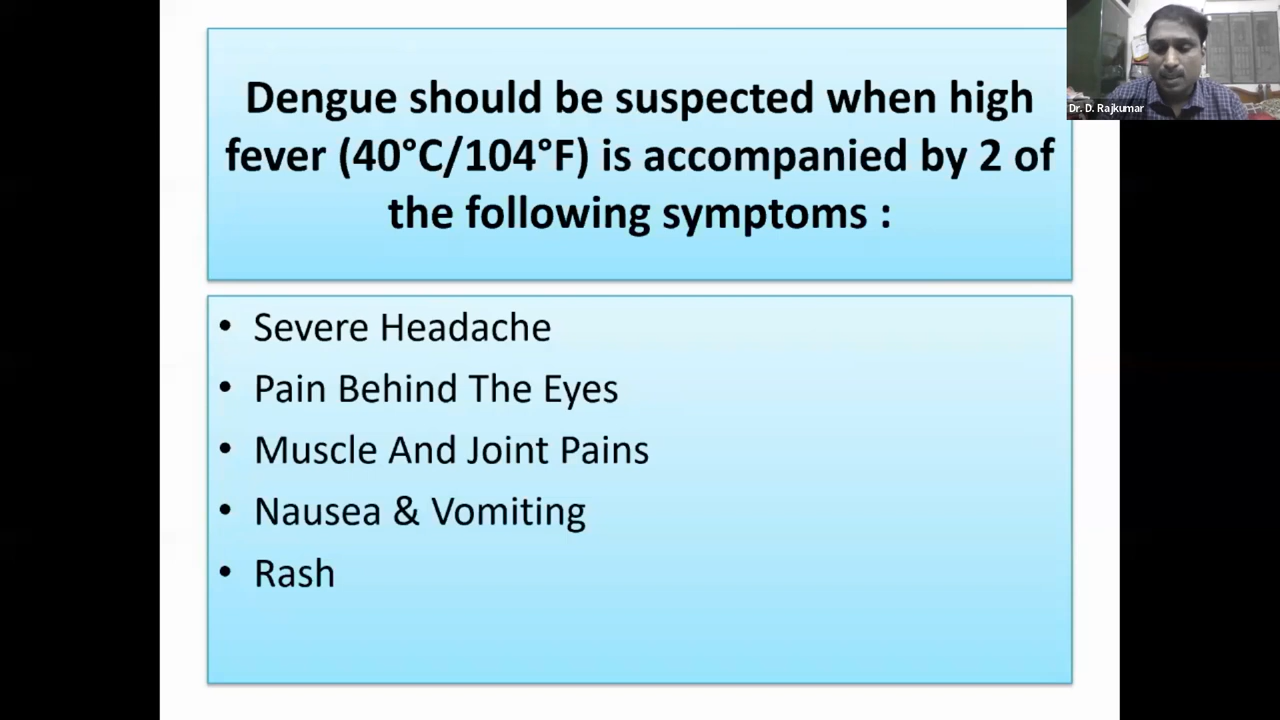 Dengue should be suspected when high
fever (40°C/104°F) is accompanied by 2 of
the following symptoms :
Dr. D. Rajkumar
• Severe Headache
• Pain Behind The Eyes
• Muscle And Joint Pains
• Nausea & Vomiting
• Rash